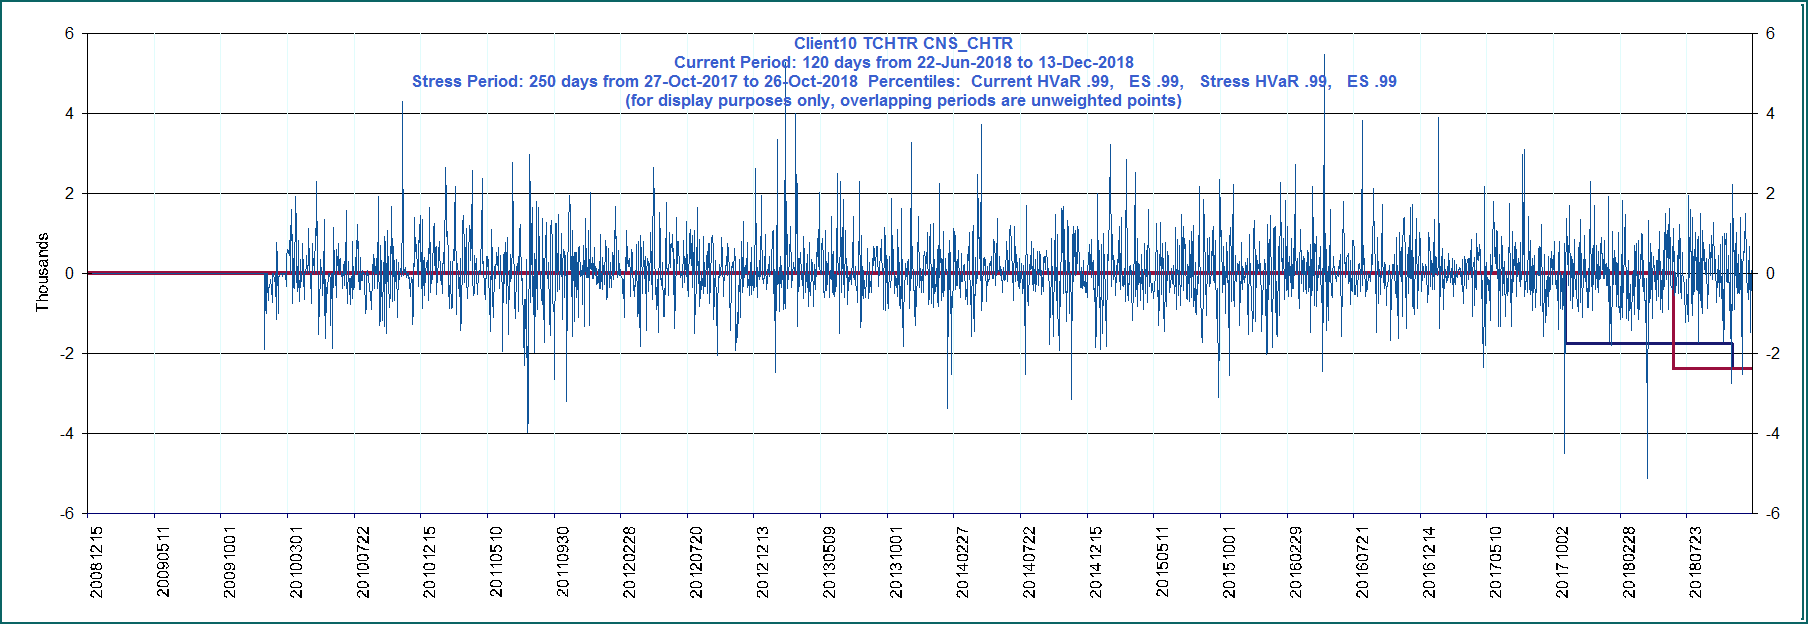 Client10 TCHTR CNS_CHTR
Current Period: 120 days from 22-Jun-2018 to 13-Dec-2018
Stress Period: 250 days from 27-Oct-2017 to 26-Oct-2018  Percentiles:  Current HVaR .99,   ES .99,   Stress HVaR .99,   ES .99
(for display purposes only, overlapping periods are unweighted points)
6 6
4 4
2 2
0 0
-2 -2
-4 -4
-6 -6
Thousands
20081215 20090511 20091001 20100301 20100722 20101215 20110510 20110930 20120228 20120720 20121213 20130509 20131001 20140227 20140722 20141215 20150511 20151001 20160229 20160721 20161214 20170510 20171002 20180228 20180723